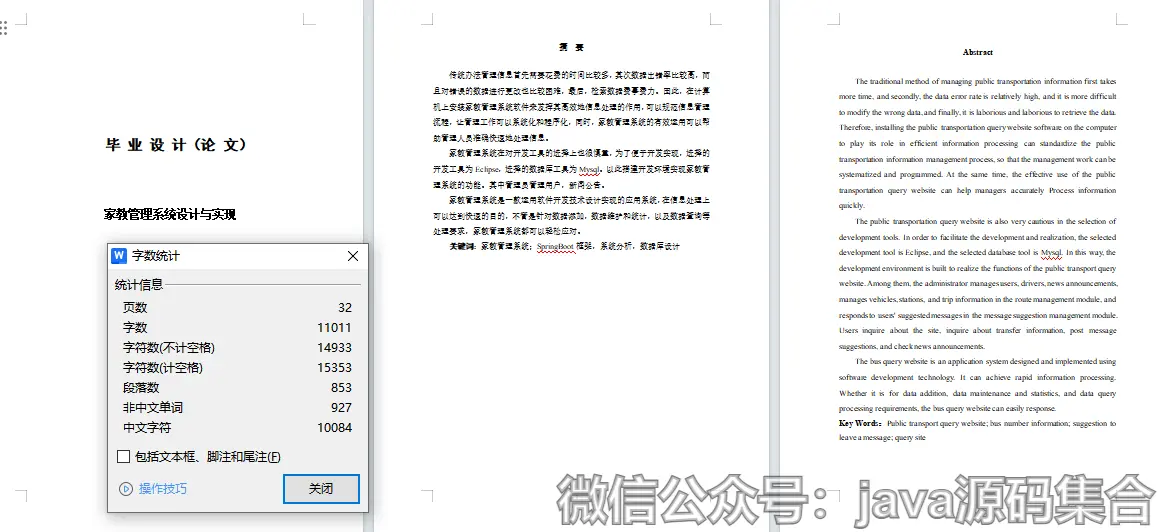 毕 业 设 计（论 文）
家教管理系统设计与实现
字数统计
统计信息
页数 32
字数 11011
字符数(不计空格) 14933
字符数(计空格) 15353
段落数 853
非中文单词 927
中文字符 10084
包括文本框、脚注和尾注(F)
操作技巧 关闭
摘 要
传统办法管理信息首先需要花费的时间比较多，其次数据出错率比较高，而
且对错误的数据进行更改也比较困难，最后，检索数据费事费力。因此，在计算
机上安装家教管理系统软件来发挥其高效地信息处理的作用，可以规范信息管理
流程，让管理工作可以系统化和程序化，同时，家教管理系统的有效运用可以帮
助管理人员准确快速地处理信息。
家教管理系统在对开发工具的选择上也很慎重，为了便于开发实现，选择的
开发工具为 Eclipse，选择的数据库工具为 Mysql。以此搭建开发环境实现家教管
理系统的功能。其中管理员管理用户，新闻公告。
家教管理系统是一款运用软件开发技术设计实现的应用系统，在信息处理上
可以达到快速的目的，不管是针对数据添加，数据维护和统计，以及数据查询等
处理要求，家教管理系统都可以轻松应对。
关键词：家教管理系统；SpringBoot 框架，系统分析，数据库设计
Abstract
The traditional method of managing public transportation information first takes
more time, and secondly, the data error rate is relatively high, and it is more difficult
to modify the wrong data, and finally, it is laborious and laborious to retrieve the data.
Therefore, installing the public transportation query website software on the computer
to play its role in efficient information processing can standardize the public
transportation information management process, so that the management work can be
systematized and programmed. At the same time, the effective use of the public
transportation query website can help managers accurately Process information
quickly.
The public transportation query website is also very cautious in the selection of
development tools. In order to facilitate the development and realization, the selected
development tool is Eclipse, and the selected database tool is Mysql. In this way, the
development environment is built to realize the functions of the public transport query
website. Among them, the administrator manages users, drivers, news announcements,
manages vehicles, stations, and trip information in the route management module, and
responds to users' suggested messages in the message suggestion management module.
Users inquire about the site, inquire about transfer information, post message
suggestions, and check news announcements.
The bus query website is an application system designed and implemented using
software development technology. It can achieve rapid information processing.
Whether it is for data addition, data maintenance and statistics, and data query
processing requirements, the bus query website can easily response.
Key Words：Public transport query website; bus number information; suggestion to
leave a message; query site
微信公众号：java源码集合